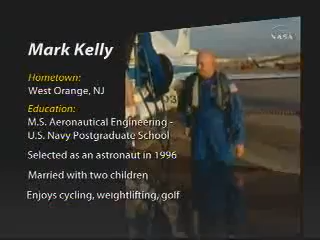 NASA
Mark Kelly
Hometown:
West Orange, NJ
Education:
M.S. Aeronautical Engineering -
U.S. Navy Postgraduate School
Selected as an astronaut in 1996
Married with two children
Enjoys cycling, weightlifting, golf